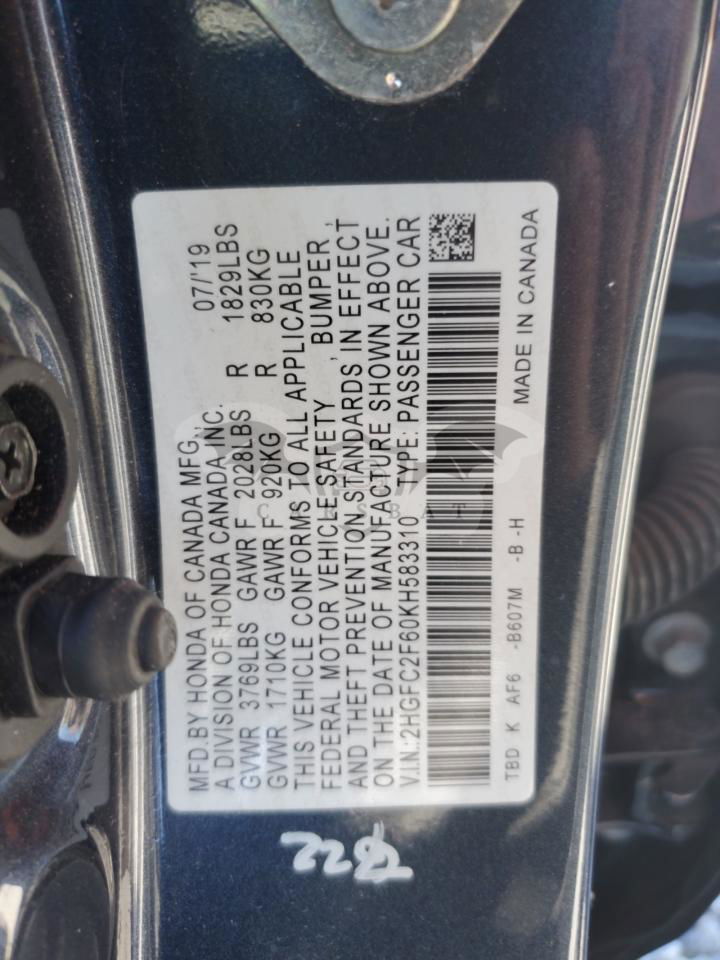 MFD.BY HONDA OF CANADA MFG., 07/'19
A DIVISION OF HONDA CANADA INC.
GVWR 3769LBS GAWR F 2028LBS R 1829LBS
GVWR 1710KG GAWR F 920KG R 830KG
THIS VEHICLE CONFORMS TO ALL APPLICABLE
FEDERAL MOTOR VEHICLE SAFETY , BUMPER ,
AND THEFT PREVENTION STANDARDS IN EFFECT
ON THE DATE OF MANUFACTURE SHOWN ABOVE.
V.I.N.:2HGFC2F60KH583310 TYPE: PASSENGER CAR
TBD K AF6 -B607M -B -H MADE IN CANADA